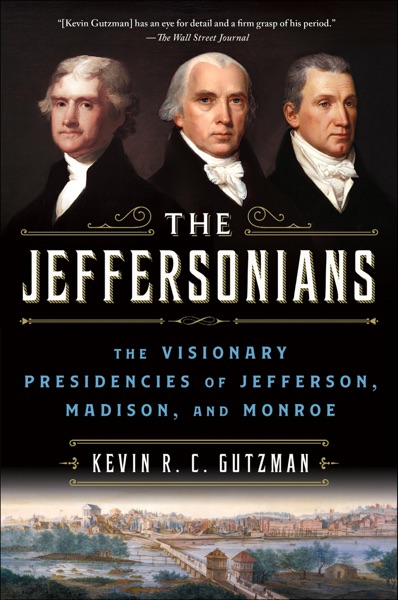 “[Kevin Gutzman] has an eye for detail and a firm grasp of his period.”
—The Wall Street Journal
THE
JEFFERSONIANS
THE VISIONARY
PRESIDENCIES OF JEFFERSON,
MADISON, AND MONROE
KEVIN R. C. GUTZMAN